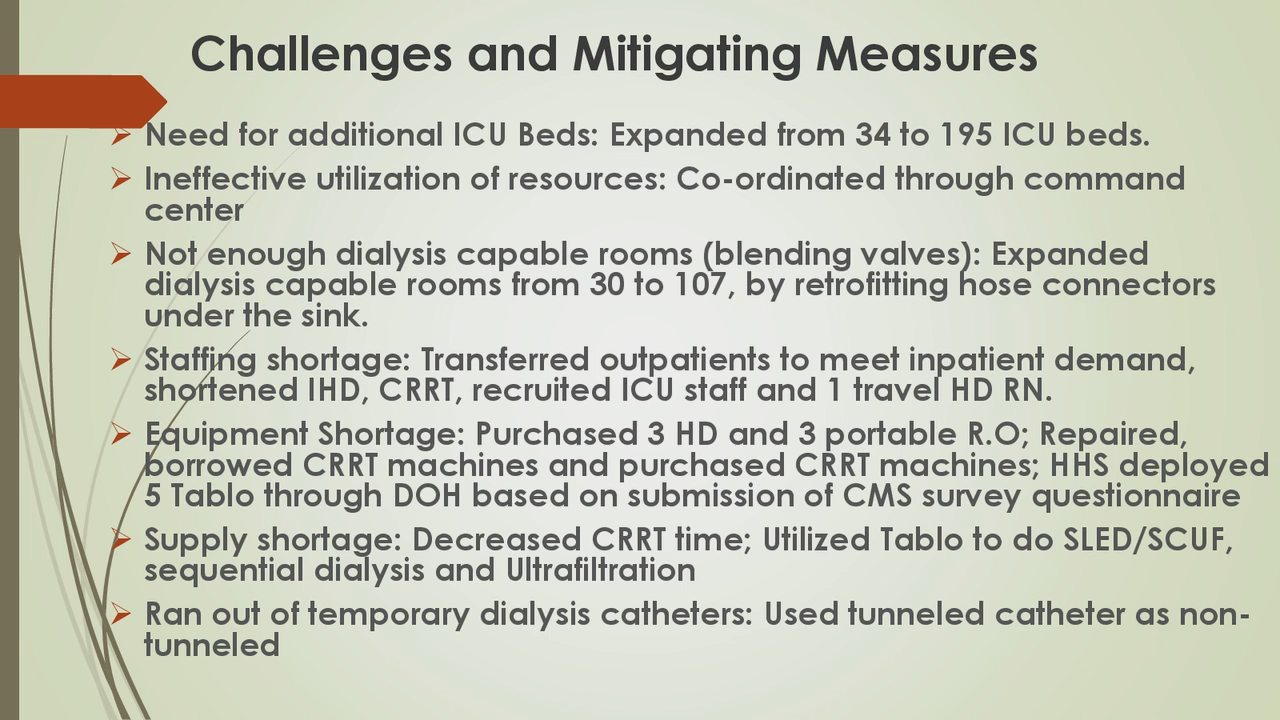 Challenges and Mitigating Measures
Need for additional ICU Beds: Expanded from 34 to 195 ICU beds.
Ineffective utilization of resources: Co-ordinated through command
center
Not enough dialysis capable rooms (blending valves): Expanded
dialysis capable rooms from 30 to 107, by retrofitting hose connectors
under the sink.
Staffing shortage: Transferred outpatients to meet inpatient demand,
shortened IHD, CRRT, recruited ICU staff and 1 travel HD RN.
Equipment Shortage: Purchased 3 HD and 3 portable R.O; Repaired,
borrowed CRRT machines and purchased CRRT machines; HHS deployed
5 Tablo through DOH based on submission of CMS survey questionnaire
Supply shortage: Decreased CRRT time; Utilized Tablo to do SLED/SCUF,
sequential dialysis and Ultrafiltration
Ran out of temporary dialysis catheters: Used tunneled catheter as non-
tunneled